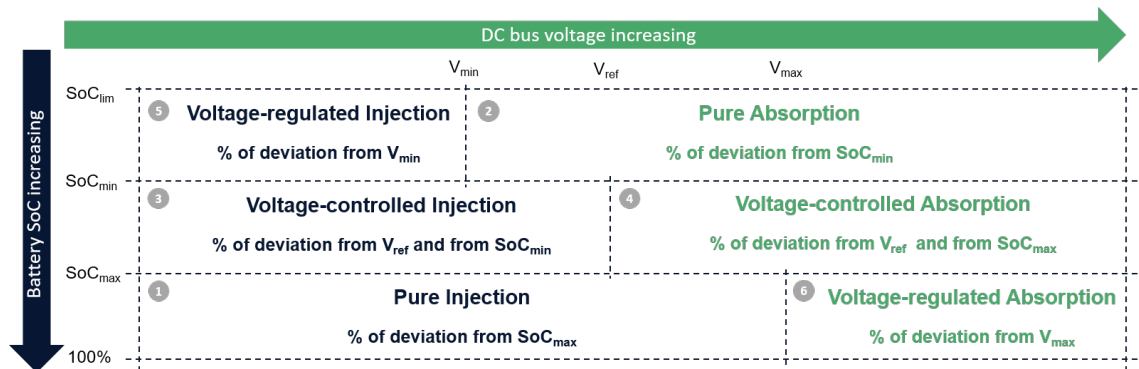 DC bus voltage increasing
Battery SoC increasing
Vmin
Vref
Vmax
SoClim
5
Voltage-regulated Injection
% of deviation from Vmin
2
Pure Absorption
% of deviation from SoCmin
SoCmin
3
Voltage-controlled Injection
% of deviation from Vref and from SoCmin
4
Voltage-controlled Absorption
% of deviation from Vref and from SoCmax
SoCmax
1
Pure Injection
% of deviation from SoCmax
6
Voltage-regulated Absorption
% of deviation from Vmax
100%